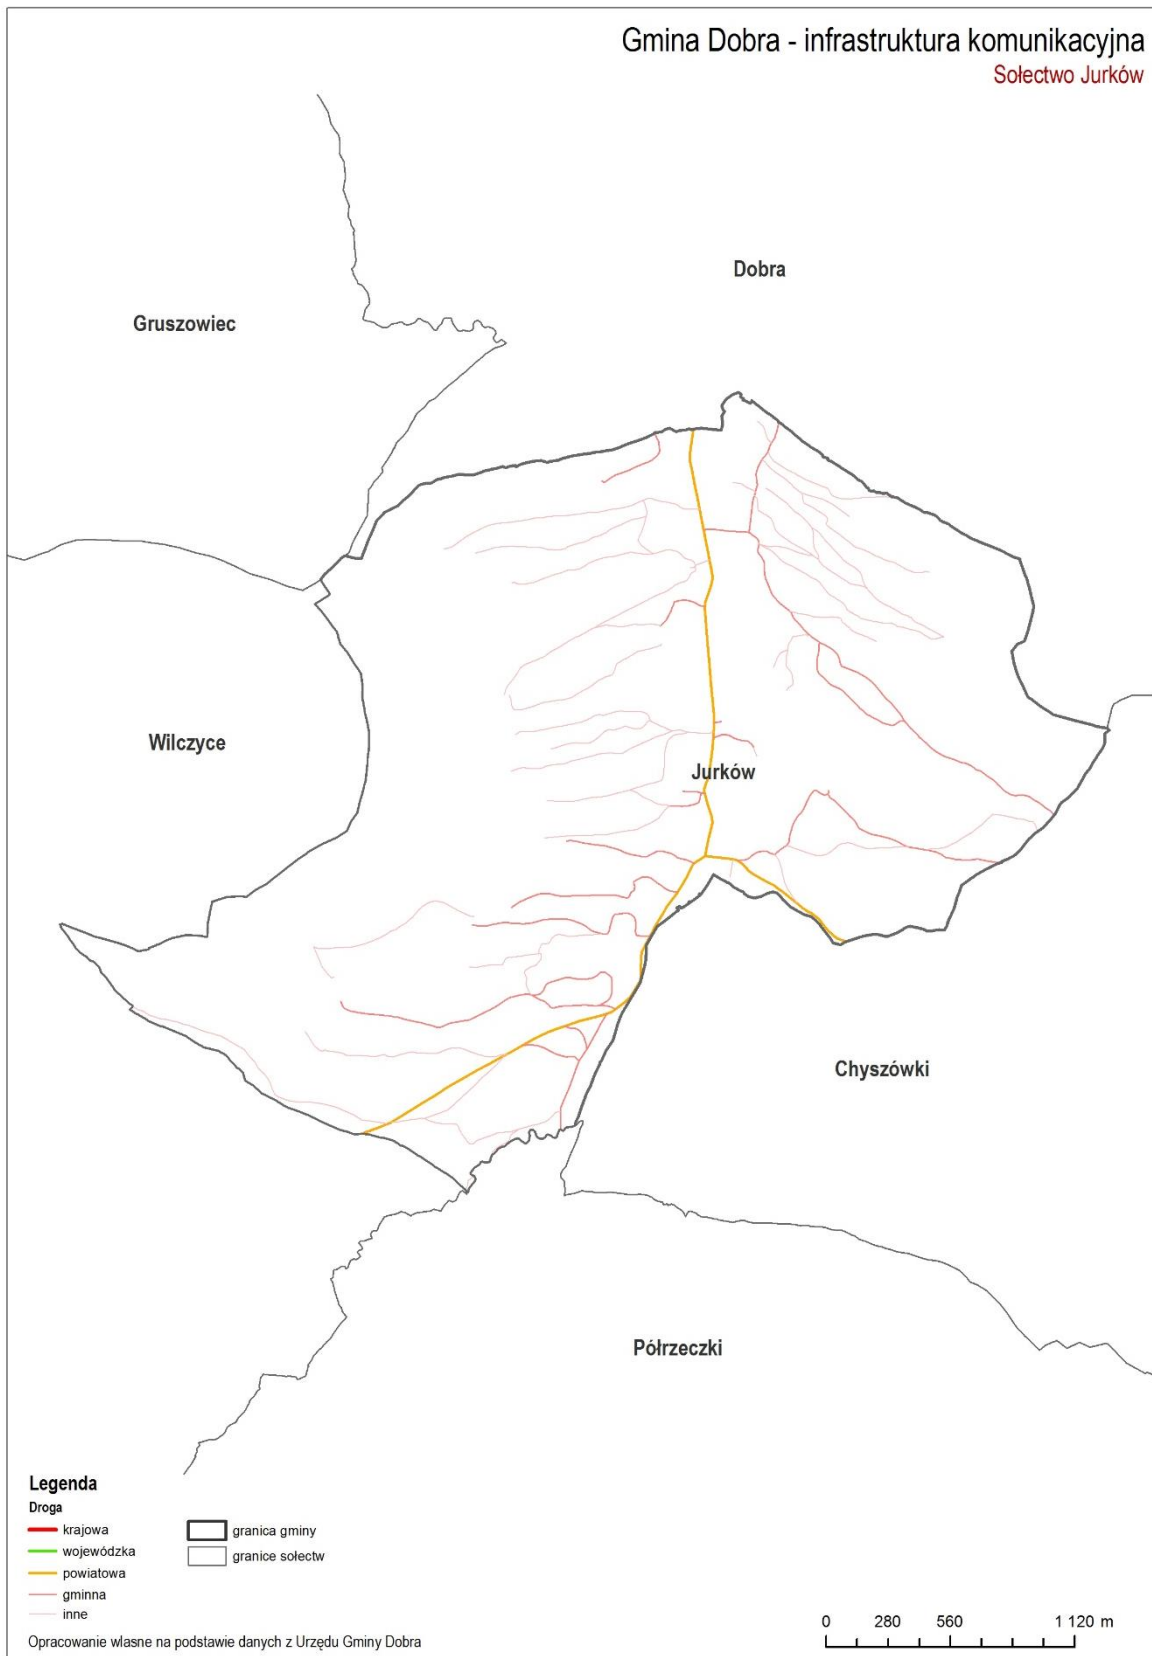 Gmina Dobra - infrastruktura komunikacyjna
Sołectwo Jurków
Dobra
Gruszowiec
Wilczyce
Jurków
Chyszówki
Półrzeczki
Legenda
Droga
krajowa
wojewódzka
powiatowa
gminna
inne
granica gminy
granice sołectw
Opracowanie wlasne na podstawie danych z Urzędu Gminy Dobra
0 280 560 1 120 m